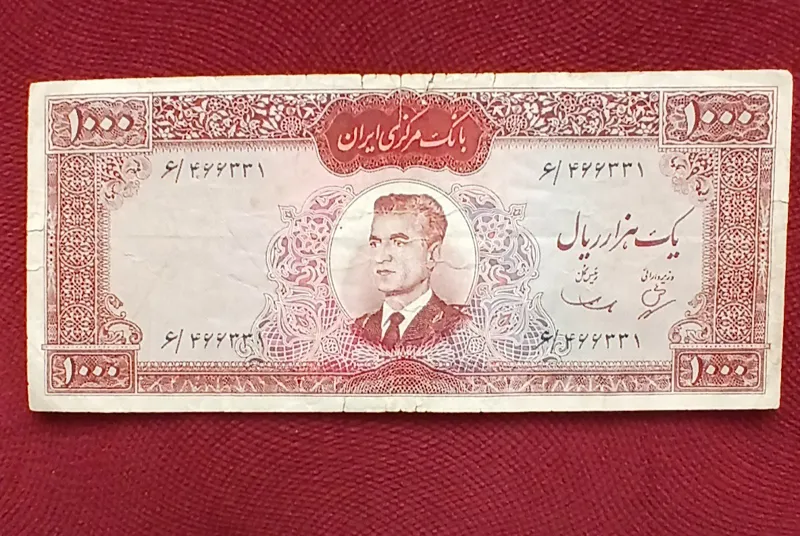 ۱۰۰۰
بانک مرکزی ایران
۱۰۰۰
۶/۴۶۶۳۳۱
۶/۴۶۶۳۳۱
یک هزار ریال
وزیر دارائی
رئیس کل
۶/۴۶۶۳۳۱
۶/۴۶۶۳۳۱
۱۰۰۰
۱۰۰۰